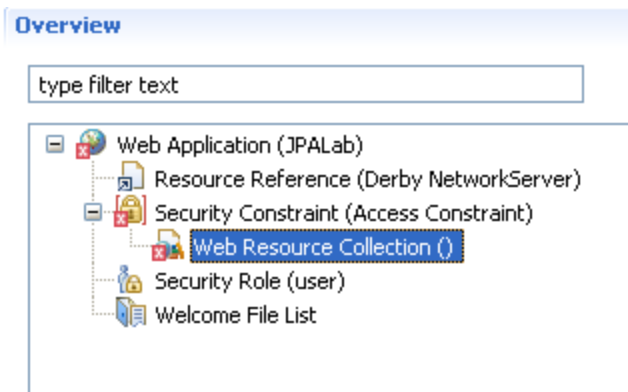 Overview
type filter text
Web Application (JPALab)
Resource Reference (Derby NetworkServer)
Security Constraint (Access Constraint)
Web Resource Collection ()
Security Role (user)
Welcome File List